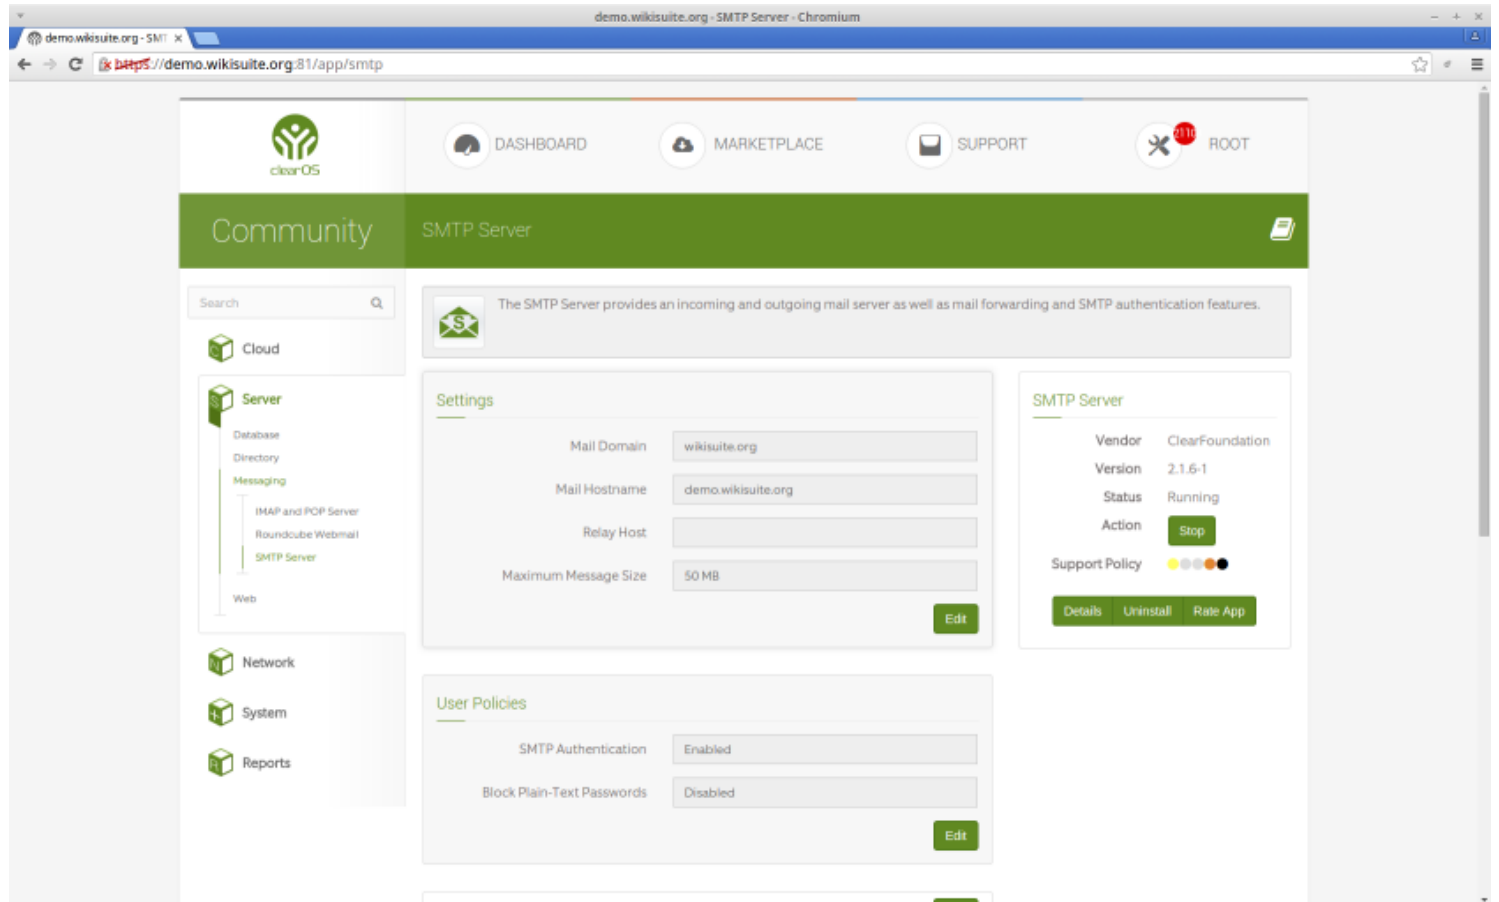 demo.wikisuite.org - SMTP Server - Chromium
demo.wikisuite.org - SMT
https://demo.wikisuite.org:81/app/smtp
clearOS
DASHBOARD
MARKETPLACE
SUPPORT
2110
ROOT
Community
SMTP Server
Search
The SMTP Server provides an incoming and outgoing mail server as well as mail forwarding and SMTP authentication features.
Cloud
Server
Database
Directory
Messaging
IMAP and POP Server
Roundcube Webmail
SMTP Server
Web
Network
System
Reports
Settings
Mail Domain wikisuite.org
Mail Hostname demo.wikisuite.org
Relay Host
Maximum Message Size 50 MB
Edit
User Policies
SMTP Authentication Enabled
Block Plain-Text Passwords Disabled
Edit
SMTP Server
Vendor ClearFoundation
Version 2.1.6-1
Status Running
Action Stop
Support Policy
Details Uninstall Rate App